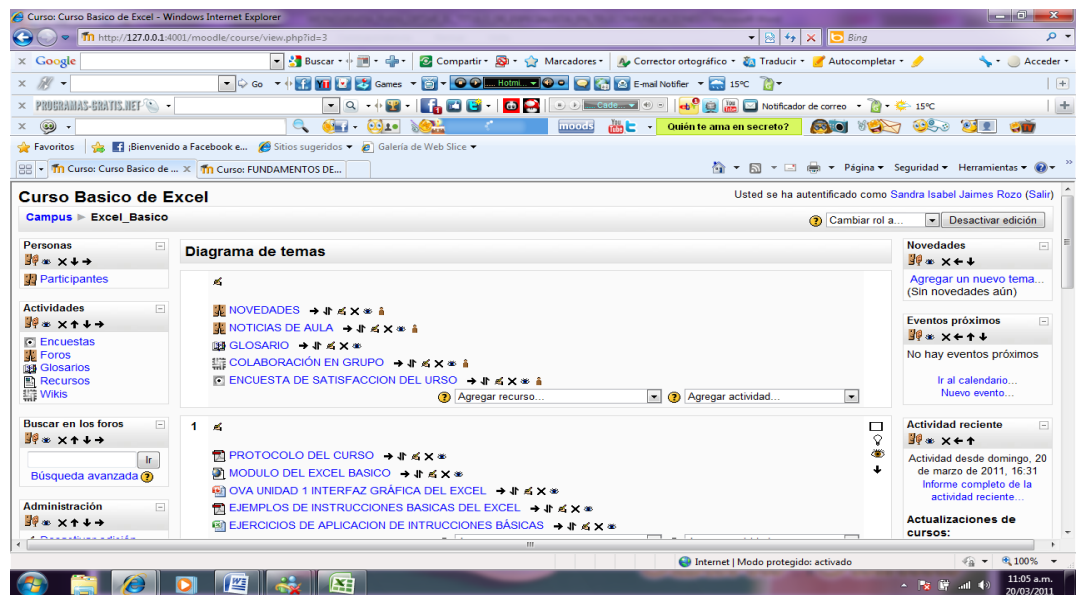 Curso: Curso Basico de Excel - Windows Internet Explorer
http://127.0.0.1:4001/moodle/course/view.php?id=3
Bing
Google Buscar Compartir Marcadores Corrector ortográfico Traducir Autocompletar Acceder
Go Games Hotmi... E-mail Notifier 15ºC
PROGRAMAS-GRATIS.NET Cade Notificador de correo 15ºC
moods Quién te ama en secreto?
Favoritos ¡Bienvenido a Facebook e... Sitios sugeridos Galería de Web Slice
Curso: Curso Basico de ... X Curso: FUNDAMENTOS DE... Página Seguridad Herramientas
Curso Basico de Excel
Usted se ha autentificado como Sandra Isabel Jaimes Rozo (Salir)
Campus ► Excel_Basico
Cambiar rol a...
Desactivar edición
Personas
Participantes
Actividades
Encuestas
Foros
Glosarios
Recursos
Wikis
Buscar en los foros
Ir
Búsqueda avanzada
Administración
Diagrama de temas
NOVEDADES
NOTICIAS DE AULA
GLOSARIO
COLABORACIÓN EN GRUPO
ENCUESTA DE SATISFACCION DEL URSO
Agregar recurso... Agregar actividad...
1
PROTOCOLO DEL CURSO
MODULO DEL EXCEL BASICO
OVA UNIDAD 1 INTERFAZ GRÁFICA DEL EXCEL
EJEMPLOS DE INSTRUCCIONES BASICAS DEL EXCEL
EJERCICIOS DE APLICACION DE INTRUCCIONES BÁSICAS
Novedades
Agregar un nuevo tema...
(Sin novedades aún)
Eventos próximos
No hay eventos próximos
Ir al calendario...
Nuevo evento...
Actividad reciente
Actividad desde domingo, 20
de marzo de 2011, 16:31
Informe completo de la
actividad reciente...
Actualizaciones de
cursos:
Internet | Modo protegido: activado
100%
11:05 a.m.
20/03/2011